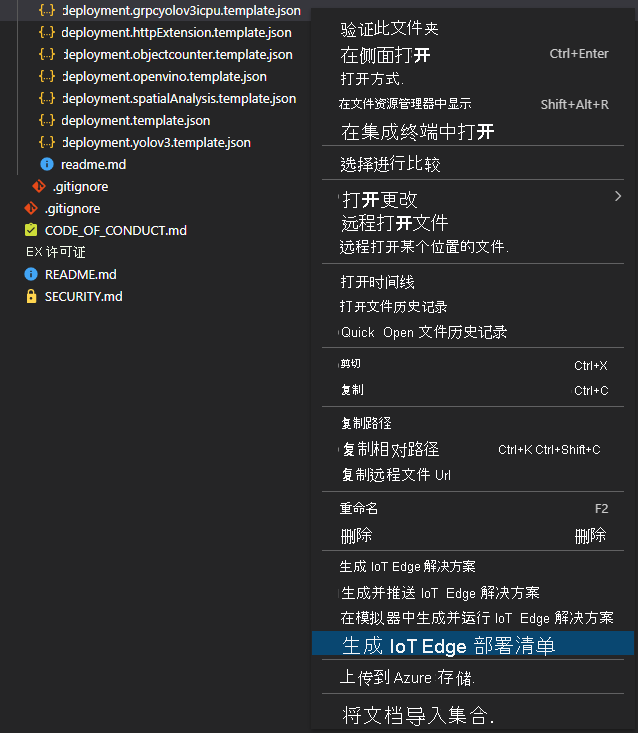 {..} deployment.grpcyolov3icpu.template.json
{..} deployment.httpExtension.template.json
{..} deployment.objectcounter.template.json
{..} deployment.openvino.template.json
{..} deployment.spatialAnalysis.template.json
{..} deployment.template.json
{..} deployment.yolov3.template.json
readme.md
.gitignore
.gitignore
CODE_OF_CONDUCT.md
EX 许可证
README.md
SECURITY.md
验证此文件夹
在侧面打开 Ctrl+Enter
打开方式.
在文件资源管理器中显示 Shift+Alt+R
在集成终端中打开
选择进行比较
打开更改
远程打开文件
远程打开某个位置的文件.
打开时间线
打开文件历史记录
Quick Open 文件历史记录
剪切 Ctrl+X
复制 Ctrl+C
复制路径
复制相对路径 Ctrl+K Ctrl+Shift+C
复制远程文件 Url
重命名 F2
删除 删除
生成 IoT Edge 解决方案
生成并推送 IoT Edge 解决方案
在模拟器中生成并运行 IoT Edge 解决方案
生成 IoT Edge 部署清单
上传到 Azure 存储.
将文档导入集合.